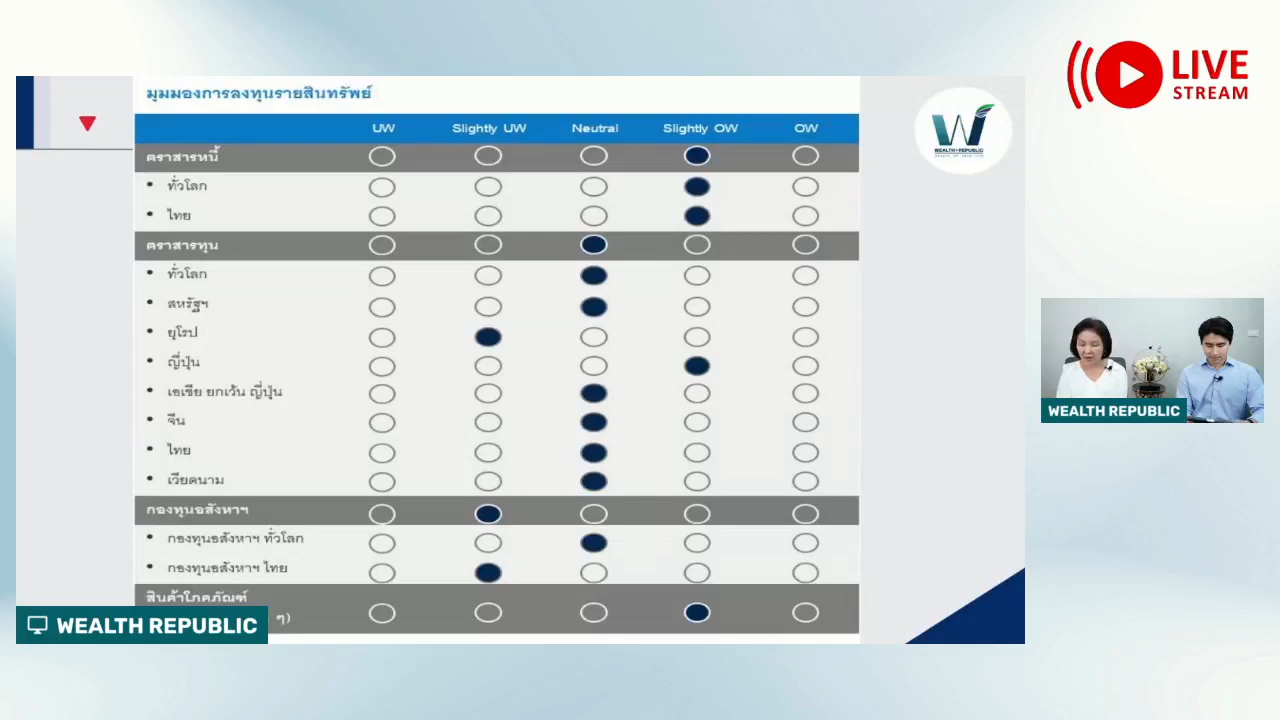 LIVE
STREAM
มุมมองการลงทุนรายสินทรัพย์
UW Slightly UW Neutral Slightly OW OW
ตราสารหนี้
• ทั่วโลก
• ไทย
ตราสารทุน
• ทั่วโลก
• สหรัฐฯ
• ยุโรป
• ญี่ปุ่น
• เอเชีย ยกเว้น ญี่ปุ่น
• จีน
• ไทย
• เวียดนาม
กองทุนอสังหาฯ
• กองทุนอสังหาฯ ทั่วโลก
• กองทุนอสังหาฯ ไทย
สินค้าโภคภัณฑ์
ๆ)
W
WEALTH REPUBLIC
WEALTH REPUBLIC
WEALTH REPUBLIC